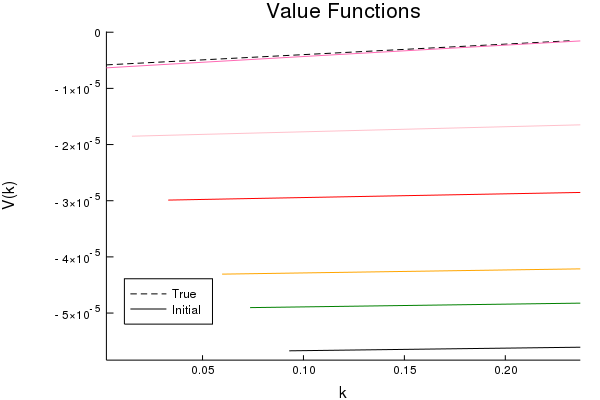 Value Functions
0
-1×10⁻⁵
-2×10⁻⁵
-3×10⁻⁵
-4×10⁻⁵
-5×10⁻⁵
V(k)
True
Initial
0.05 0.10 0.15 0.20
k